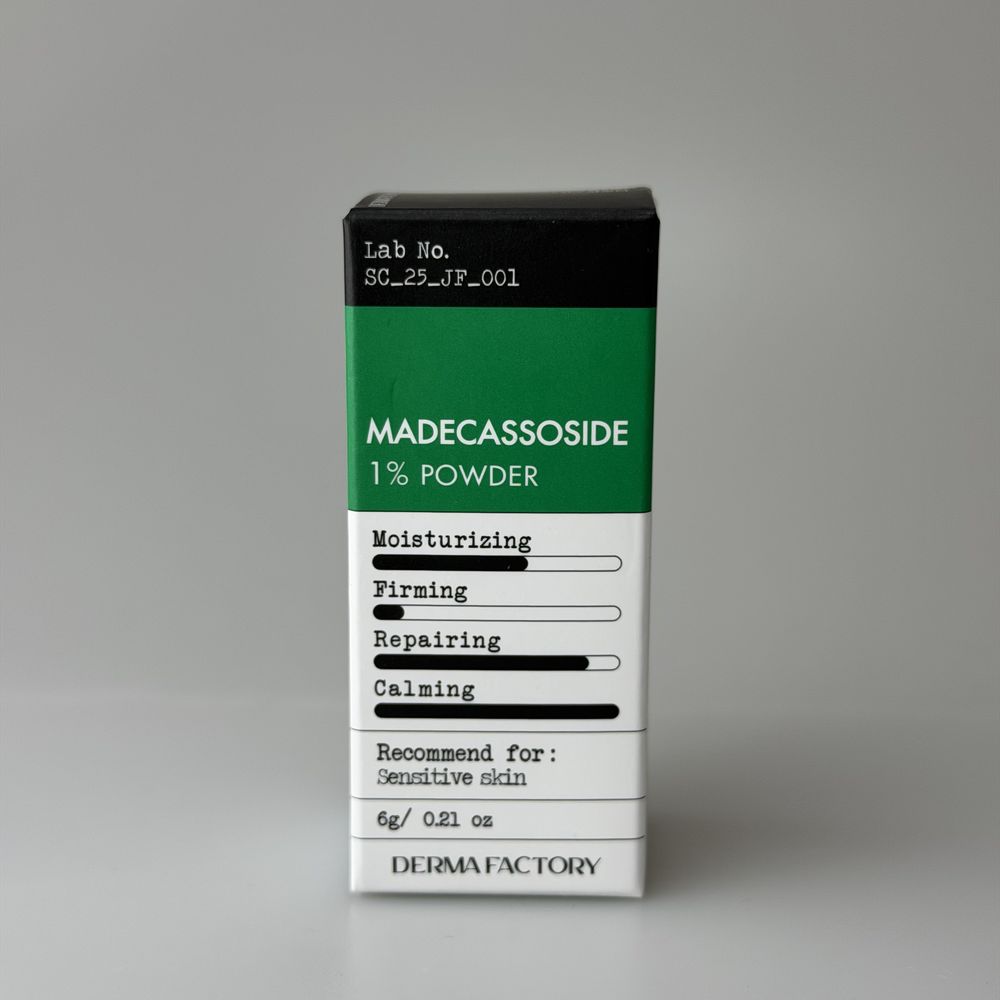 Lab No.
SC_25_JF_001
MADECASSOSIDE
1% POWDER
Moisturizing
Firming
Repairing
Calming
Recommend for:
Sensitive skin
6g/ 0.21 oz
DERMA FACTORY